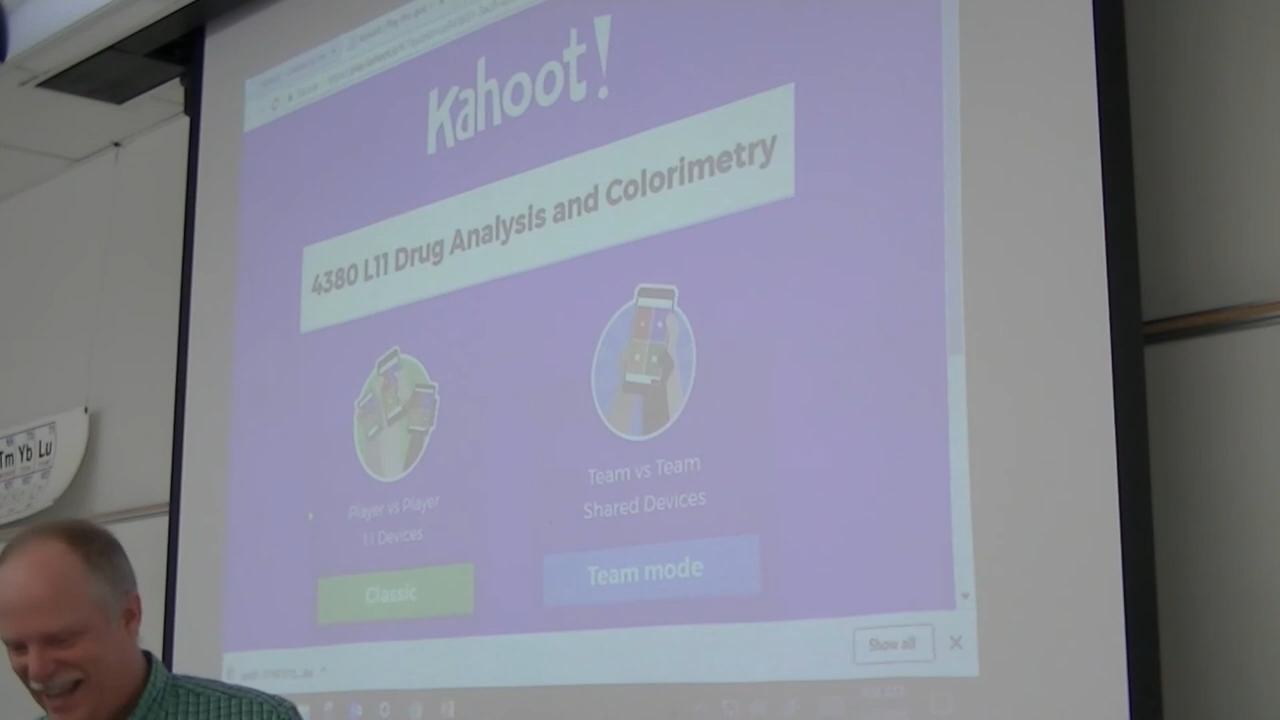 Kahoot!
4380 L11 Drug Analysis and Colorimetry
Player vs Player
1:1 Devices
Classic
Team vs Team
Shared Devices
Team mode
Show all
Tm Yb Lu